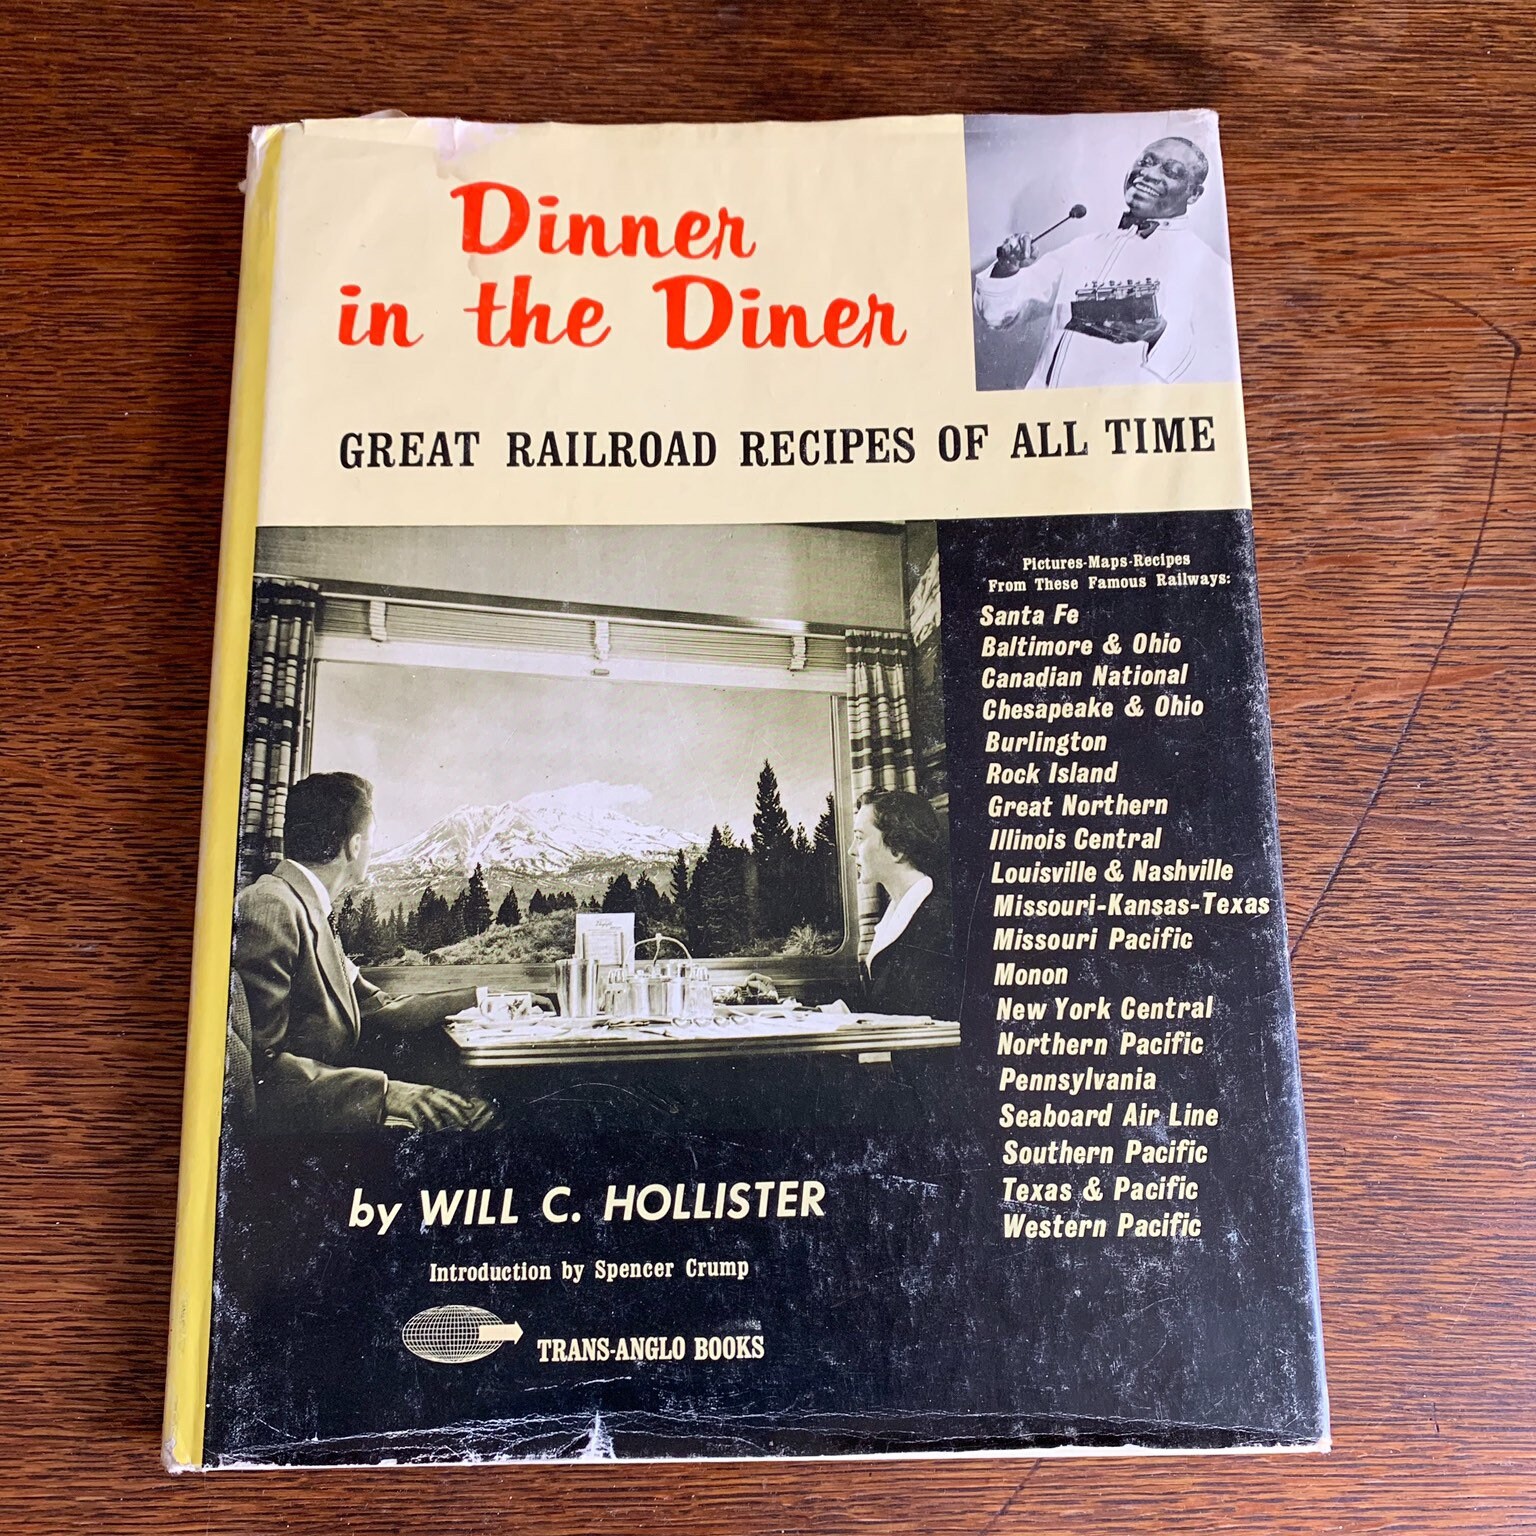 Dinner
in the Diner
GREAT RAILROAD RECIPES OF ALL TIME
Pictures-Maps-Recipes
From These Famous Railways:
Santa Fe
Baltimore & Ohio
Canadian National
Chesapeake & Ohio
Burlington
Rock Island
Great Northern
Illinois Central
Louisville & Nashville
Missouri-Kansas-Texas
Missouri Pacific
Monon
New York Central
Northern Pacific
Pennsylvania
Seaboard Air Line
Southern Pacific
Texas & Pacific
Western Pacific
by WILL C. HOLLISTER
Introduction by Spencer Crump
TRANS-ANGLO BOOKS